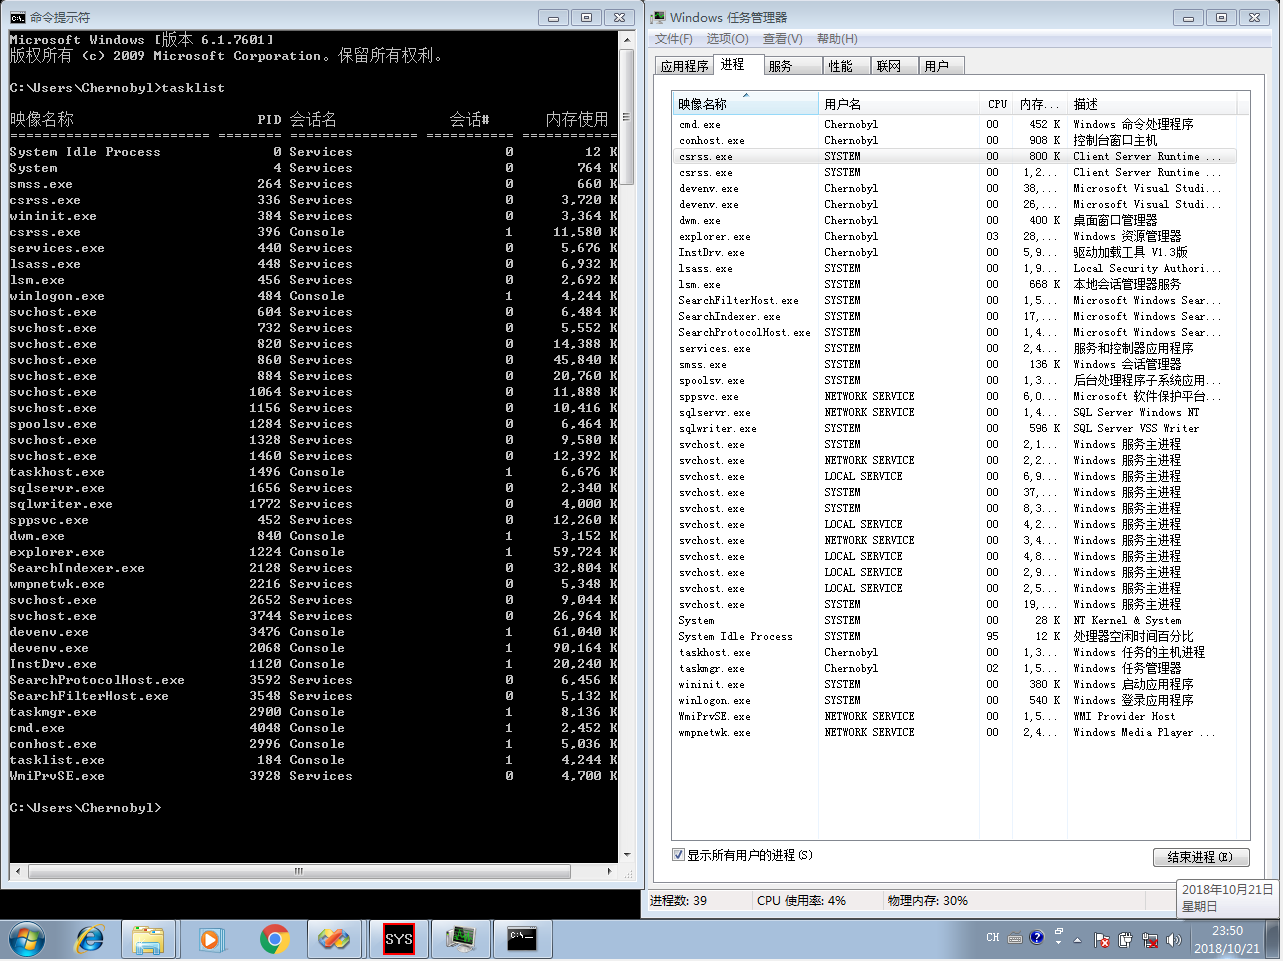 命令提示符
Microsoft Windows [版本 6.1.7601]
版权所有 (c) 2009 Microsoft Corporation。保留所有权利。
C:\Users\Chernobyl>tasklist
映像名称 PID 会话名 会话# 内存使用
========================= ======== ================ =========== ============
System Idle Process 0 Services 0 12 K
System 4 Services 0 764 K
smss.exe 264 Services 0 660 K
csrss.exe 336 Services 0 3,720 K
wininit.exe 384 Services 0 3,364 K
csrss.exe 396 Console 1 11,580 K
services.exe 440 Services 0 5,676 K
lsass.exe 448 Services 0 6,932 K
lsm.exe 456 Services 0 2,692 K
winlogon.exe 484 Console 1 4,244 K
svchost.exe 604 Services 0 6,484 K
svchost.exe 732 Services 0 5,552 K
svchost.exe 820 Services 0 14,388 K
svchost.exe 860 Services 0 45,840 K
svchost.exe 884 Services 0 20,760 K
svchost.exe 1064 Services 0 11,888 K
svchost.exe 1156 Services 0 10,416 K
spoolsv.exe 1284 Services 0 6,464 K
svchost.exe 1328 Services 0 9,580 K
svchost.exe 1460 Services 0 12,392 K
taskhost.exe 1496 Console 1 6,676 K
sqlservr.exe 1656 Services 0 2,340 K
sqlwriter.exe 1772 Services 0 4,000 K
sppsvc.exe 452 Services 0 12,260 K
dwm.exe 840 Console 1 3,152 K
explorer.exe 1224 Console 1 59,724 K
SearchIndexer.exe 2128 Services 0 32,804 K
wmpnetwk.exe 2216 Services 0 5,348 K
svchost.exe 2652 Services 0 9,044 K
svchost.exe 3744 Services 0 26,964 K
devenv.exe 3476 Console 1 61,040 K
devenv.exe 2068 Console 1 90,164 K
InstDrv.exe 1120 Console 1 20,240 K
SearchProtocolHost.exe 3592 Services 0 6,456 K
SearchFilterHost.exe 3548 Services 0 5,132 K
taskmgr.exe 2900 Console 1 8,136 K
cmd.exe 4048 Console 1 2,452 K
conhost.exe 2996 Console 1 5,036 K
tasklist.exe 184 Console 1 4,244 K
WmiPrvSE.exe 3928 Services 0 4,700 K
C:\Users\Chernobyl>
Windows 任务管理器
文件(F) 选项(O) 查看(V) 帮助(H)
应用程序 进程 服务 性能 联网 用户
映像名称 用户名 CPU 内存... 描述
cmd.exe Chernobyl 00 452 K Windows 命令处理程序
conhost.exe Chernobyl 00 908 K 控制台窗口主机
csrss.exe SYSTEM 00 800 K Client Server Runtime ...
csrss.exe SYSTEM 00 1,2... Client Server Runtime ...
devenv.exe Chernobyl 00 38,... Microsoft Visual Studi...
devenv.exe Chernobyl 00 26,... Microsoft Visual Studi...
dwm.exe Chernobyl 00 400 K 桌面窗口管理器
explorer.exe Chernobyl 03 28,... Windows 资源管理器
InstDrv.exe Chernobyl 00 5,9... 驱动加载工具 V1.3版
lsass.exe SYSTEM 00 1,9... Local Security Authori...
lsm.exe SYSTEM 00 668 K 本地会话管理器服务
SearchFilterHost.exe SYSTEM 00 1,5... Microsoft Windows Sear...
SearchIndexer.exe SYSTEM 00 17,... Microsoft Windows Sear...
SearchProtocolHost.exe SYSTEM 00 1,4... Microsoft Windows Sear...
services.exe SYSTEM 00 2,4... 服务和控制器应用程序
smss.exe SYSTEM 00 136 K Windows 会话管理器
spoolsv.exe SYSTEM 00 1,3... 后台处理程序子系统应用...
sppsvc.exe NETWORK SERVICE 00 6,0... Microsoft 软件保护平台...
sqlservr.exe NETWORK SERVICE 00 1,4... SQL Server Windows NT
sqlwriter.exe SYSTEM 00 596 K SQL Server VSS Writer
svchost.exe SYSTEM 00 2,1... Windows 服务主进程
svchost.exe NETWORK SERVICE 00 2,2... Windows 服务主进程
svchost.exe LOCAL SERVICE 00 6,9... Windows 服务主进程
svchost.exe SYSTEM 00 37,... Windows 服务主进程
svchost.exe SYSTEM 00 8,3... Windows 服务主进程
svchost.exe LOCAL SERVICE 00 4,2... Windows 服务主进程
svchost.exe NETWORK SERVICE 00 3,4... Windows 服务主进程
svchost.exe LOCAL SERVICE 00 4,8... Windows 服务主进程
svchost.exe LOCAL SERVICE 00 2,9... Windows 服务主进程
svchost.exe LOCAL SERVICE 00 2,5... Windows 服务主进程
svchost.exe SYSTEM 00 19,... Windows 服务主进程
System SYSTEM 00 28 K NT Kernel & System
System Idle Process SYSTEM 95 12 K 处理器空闲时间百分比
taskhost.exe Chernobyl 00 1,3... Windows 任务的主机进程
taskmgr.exe Chernobyl 02 1,5... Windows 任务管理器
wininit.exe SYSTEM 00 380 K Windows 启动应用程序
winlogon.exe SYSTEM 00 540 K Windows 登录应用程序
WmiPrvSE.exe NETWORK SERVICE 00 1,5... WMI Provider Host
wmpnetwk.exe NETWORK SERVICE 00 2,4... Windows Media Player ...
显示所有用户的进程(S) 结束进程(E)
进程数: 39 CPU 使用率: 4% 物理内存: 30%
2018年10月21日
星期日
SYS
CH
23:50
2018/10/21